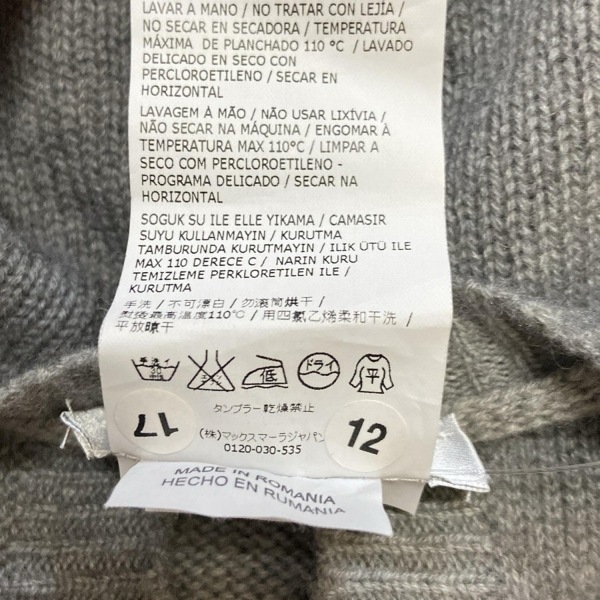 LAVAR A MANO / NO TRATAR CON LEJÍA /
NO SECAR EN SECADORA / TEMPERATURA
MÁXIMA DE PLANCHADO 110 ºC / LAVADO
DELICADO EN SECO CON
PERCLOROETILENO / SECAR EN
HORIZONTAL
LAVAGEM À MÃO / NÃO USAR LIXÍVIA /
NÃO SECAR NA MÁQUINA / ENGOMAR À
TEMPERATURA MAX 110°C / LIMPAR A
SECO COM PERCLOROETILENO -
PROGRAMA DELICADO / SECAR NA
HORIZONTAL
SOGUK SU ILE ELLE YIKAMA / CAMASIR
SUYU KULLANMAYIN / KURUTMA
TAMBURUNDA KURUTMAYIN / ILIK ÜTÜ ILE
MAX 110 DERECE C / NARIN KURU
TEMIZLEME PERKLORETILEN ILE /
KURUTMA
手洗 / 不可漂白 / 勿滚筒烘干 /
最高温度110°C / 用四氯乙烯柔和干洗 /
平放晾干
手洗イ 低 ドライ 平
タンブラー乾燥禁止
(株)マックスマーラジャパン
0120-030-535
17
12
MADE IN ROMANIA
HECHO EN RUMANIA